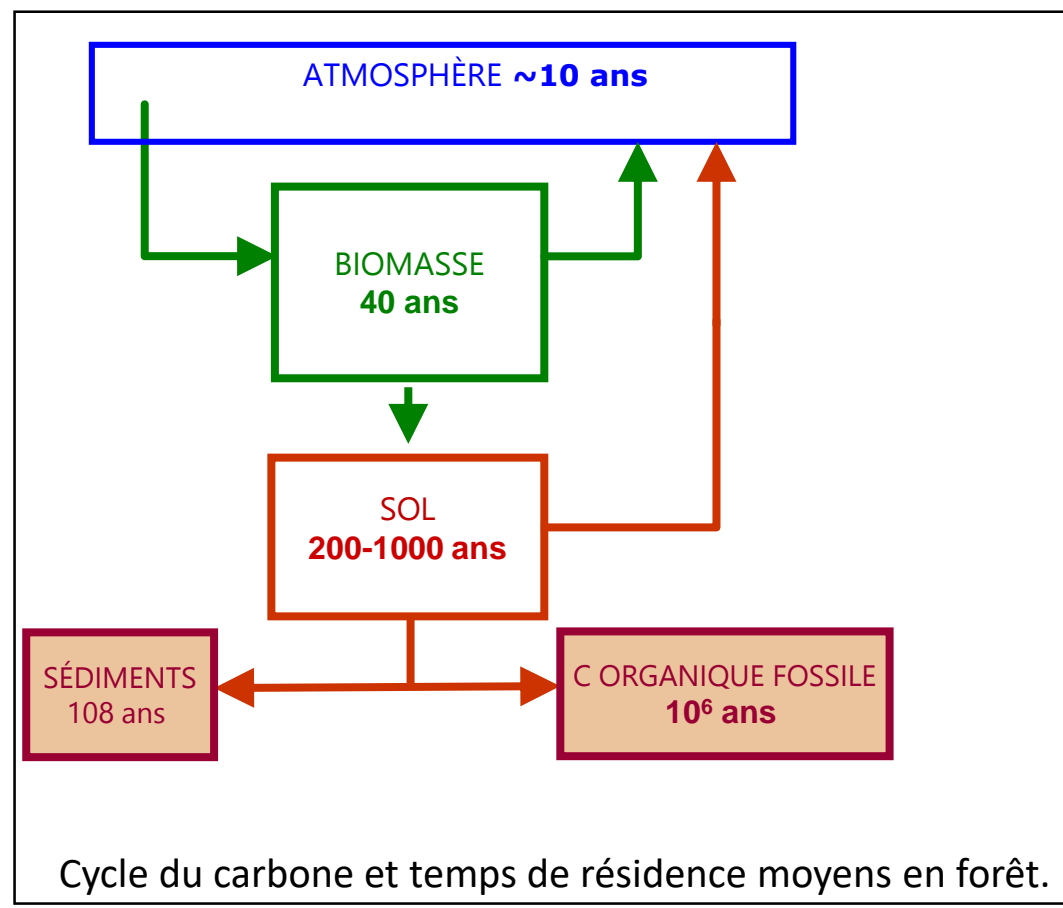 ATMOSPHÈRE ~10 ans
BIOMASSE
40 ans
SOL
200-1000 ans
SÉDIMENTS
108 ans
C ORGANIQUE FOSSILE
10⁶ ans
Cycle du carbone et temps de résidence moyens en forêt.